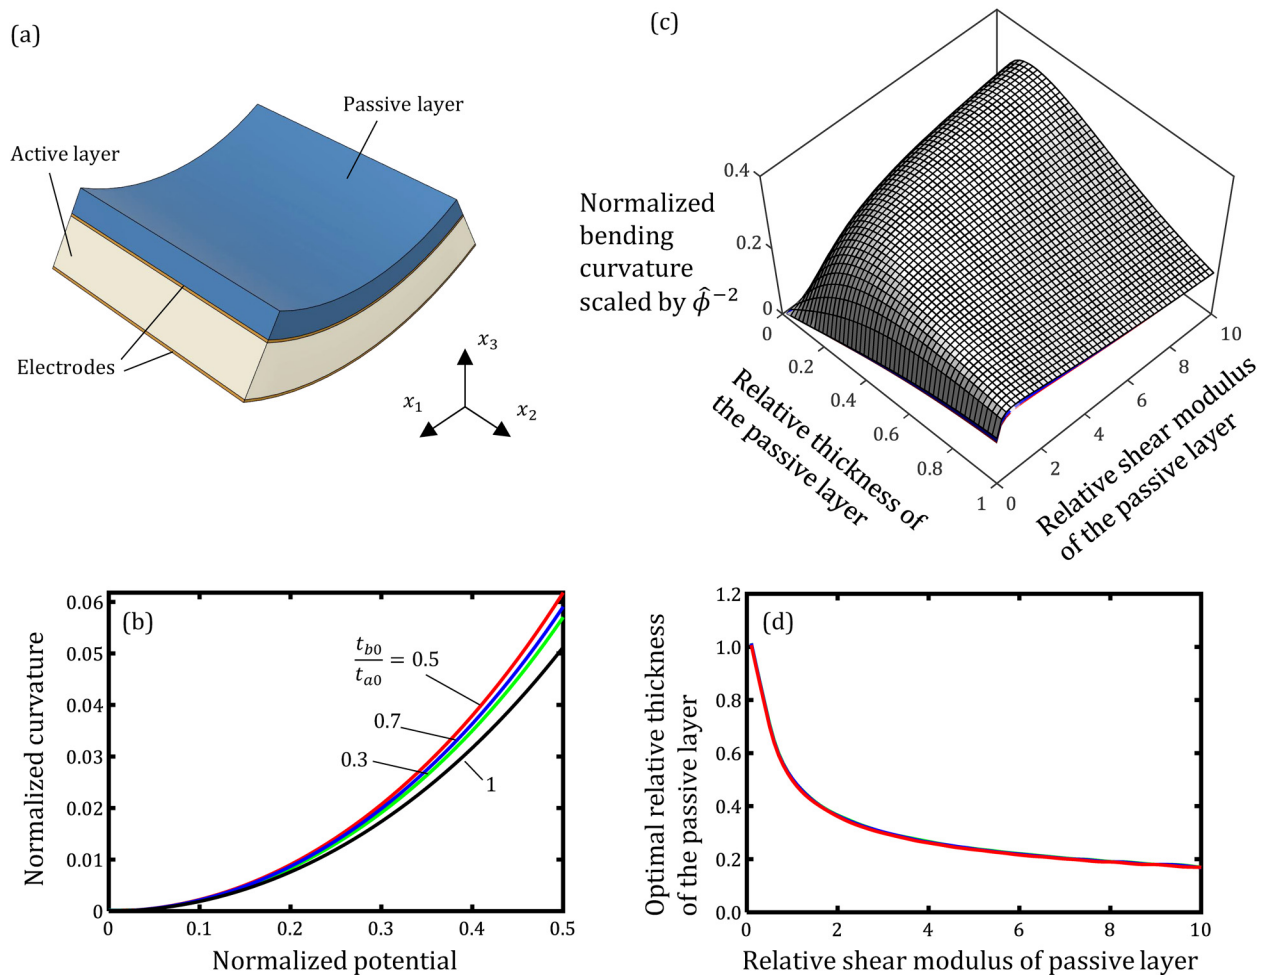 (a)
Passive layer
Active layer
Electrodes
x₃
x₁
x₂
(c)
Normalized
bending
curvature
scaled by ϕ̂⁻²
0.4
0.2
0
0
0.2
0.4
0.6
0.8
1
0
2
4
6
8
10
Relative thickness of
the passive layer
Relative shear modulus
of the passive layer
(b)
Normalized curvature
0.06
0.05
0.04
0.03
0.02
0.01
0
t_b0/t_a0 = 0.5
0.7
0.3
1
0 0.1 0.2 0.3 0.4 0.5
Normalized potential
(d)
Optimal relative thickness
of the passive layer
1.2
1.0
0.8
0.6
0.4
0.2
0.0
0 2 4 6 8 10
Relative shear modulus of passive layer